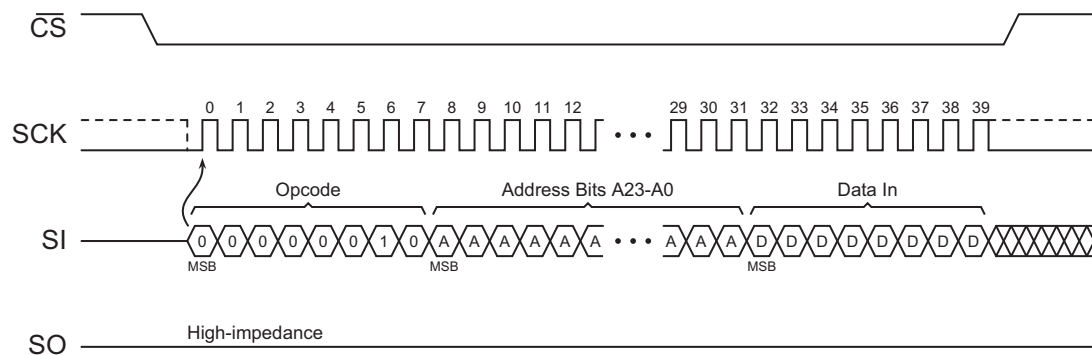 CS
0 1 2 3 4 5 6 7 8 9 10 11 12 29 30 31 32 33 34 35 36 37 38 39
SCK
Opcode Address Bits A23-A0 Data In
SI 0 0 0 0 0 0 1 0 A A A A A A A A A D D D D D D D D
MSB MSB MSB
High-impedance
SO